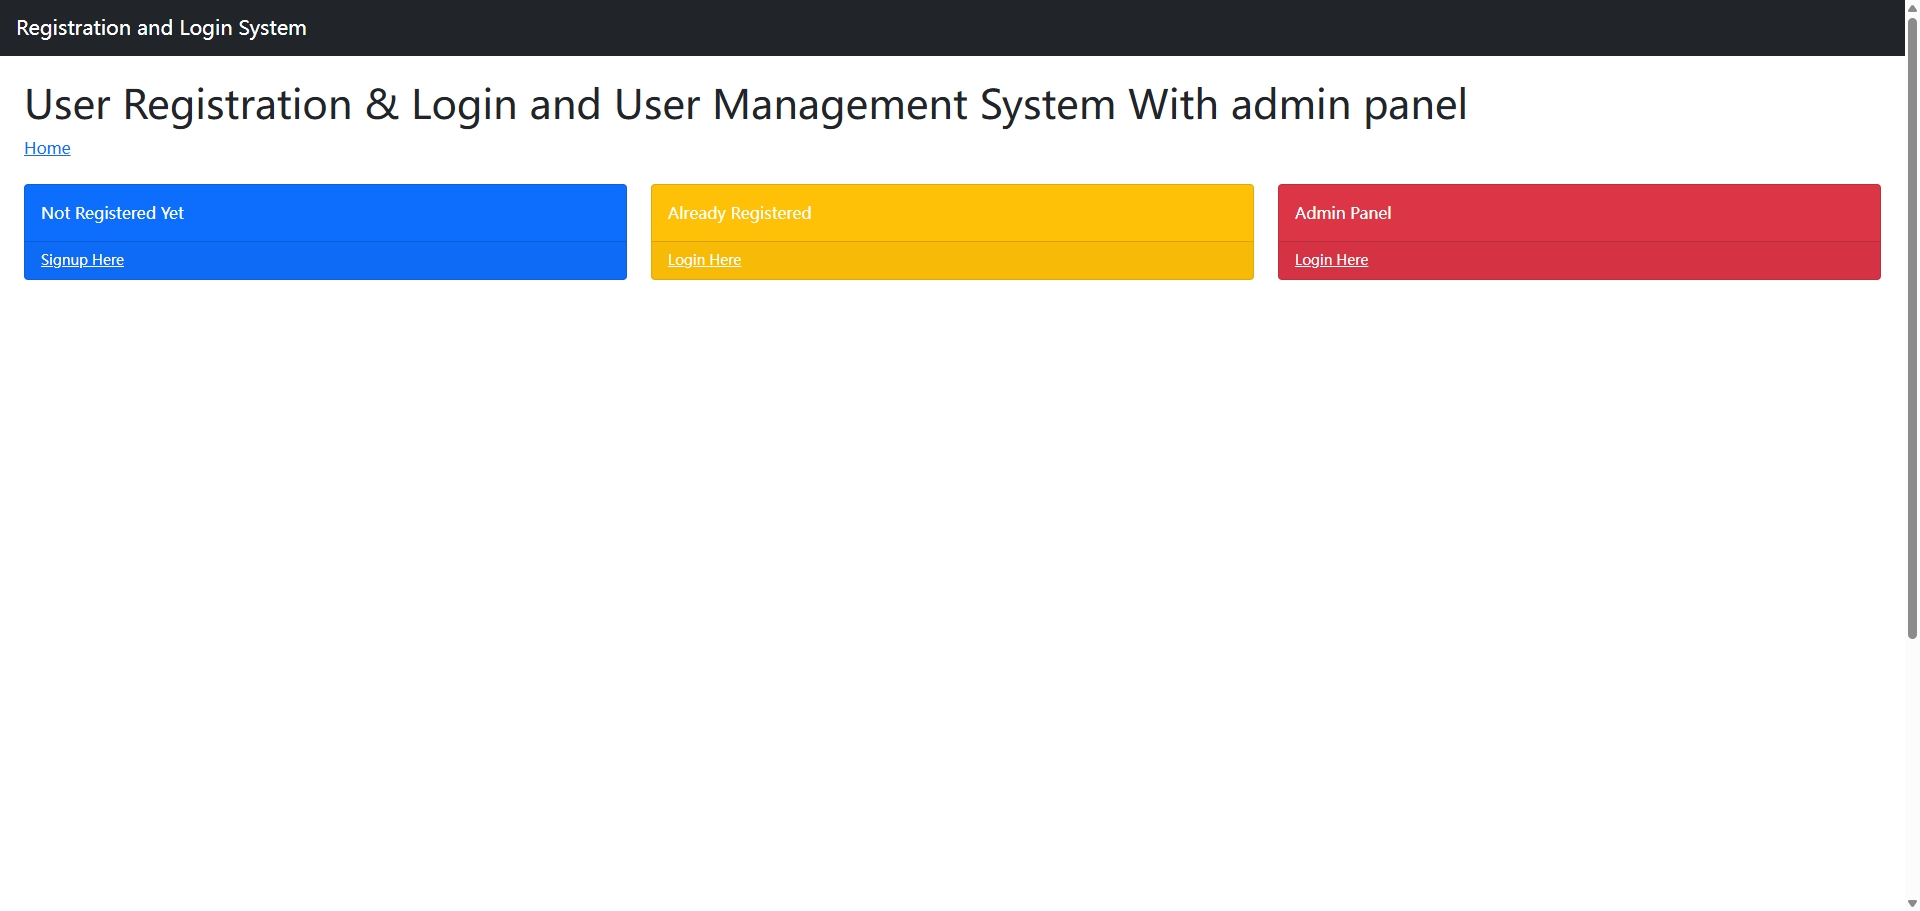 Registration and Login System
User Registration & Login and User Management System With admin panel
Home
Not Registered Yet
Signup Here
Already Registered
Login Here
Admin Panel
Login Here